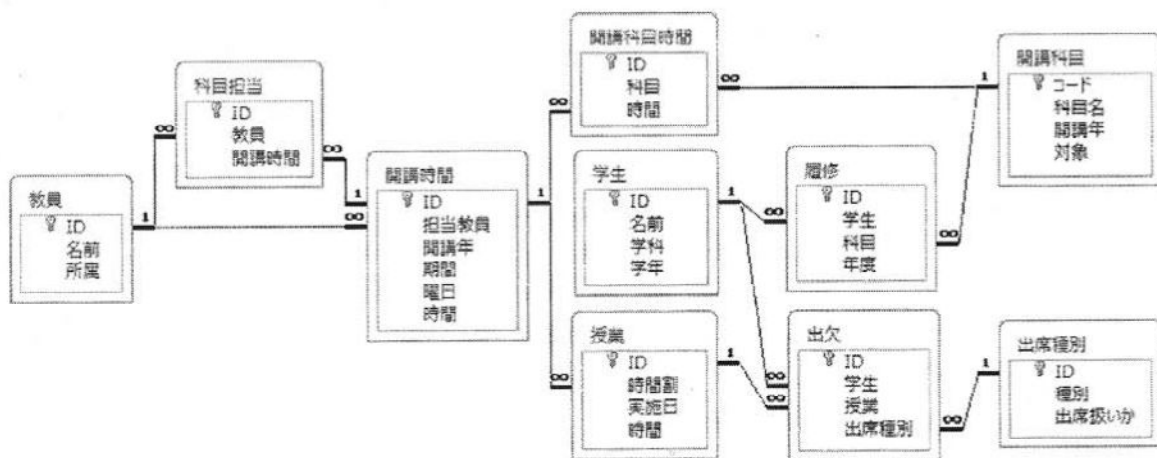 教員
ID
名前
所属
科目担当
ID
教員
開講時間
開講時間
ID
担当教員
開講年
期間
曜日
時間
開講科目時間
ID
科目
時間
学生
ID
名前
学科
学年
授業
ID
時間割
実施日
時間
履修
ID
学生
科目
年度
出欠
ID
学生
授業
出席種別
開講科目
コード
科目名
開講年
対象
出席種別
ID
種別
出席扱いか
1
∞
∞
1
∞
1
∞
∞
∞
1
1
∞
∞
1
∞
∞
∞
1